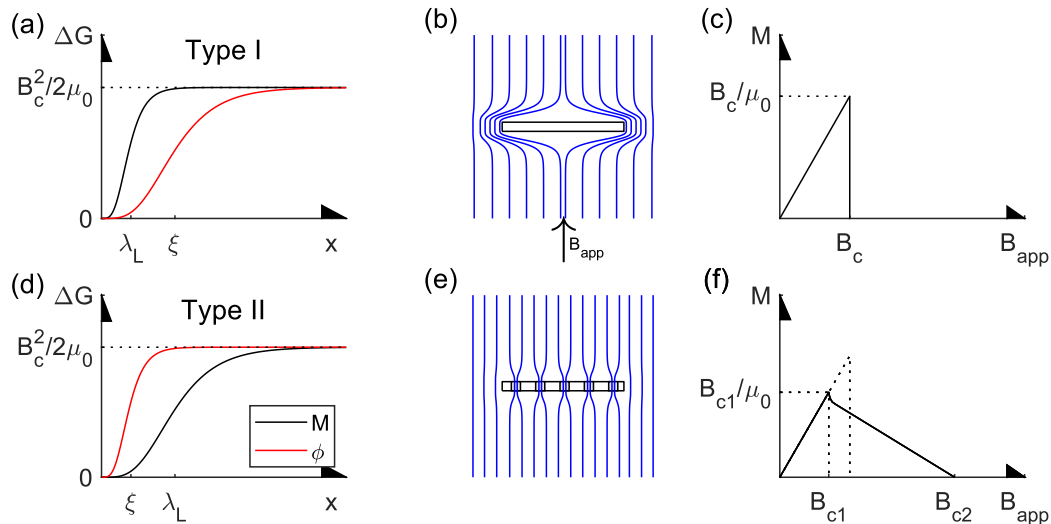 (a)
ΔG
Type I
B_c^2/2μ_0
0
λ_L
ξ
x
(b)
B_app
(c)
M
B_c/μ_0
B_c
B_app
(d)
ΔG
Type II
B_c^2/2μ_0
M
ϕ
0
ξ
λ_L
x
(e)
(f)
M
B_c1/μ_0
B_c1
B_c2
B_app